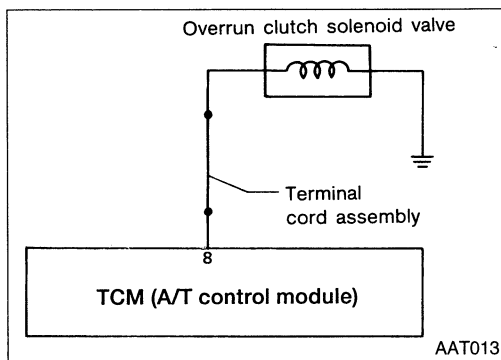 Overrun clutch solenoid valve
Terminal
cord assembly
8
TCM (A/T control module)
AAT013